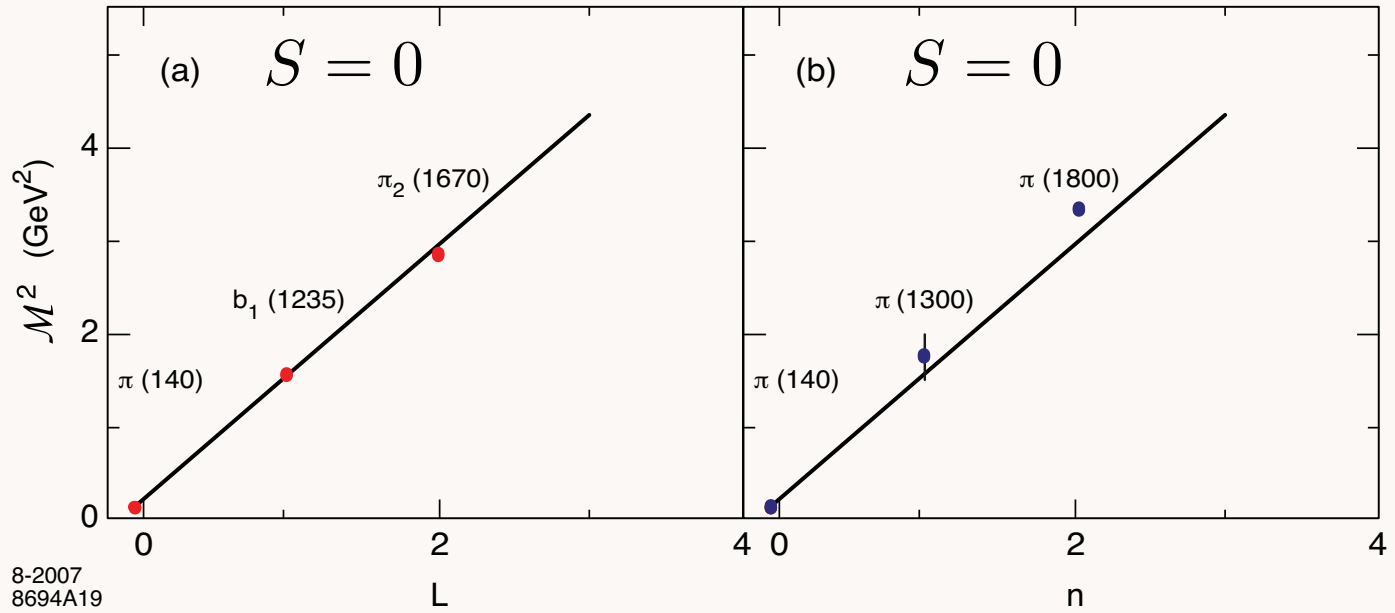 (a) S = 0
(b) S = 0
4
π₂ (1670)
π (1800)
ℳ² (GeV²)
b₁ (1235)
π (1300)
2
π (140)
π (140)
0
0 2 4 0 2 4
8-2007
8694A19
L
n